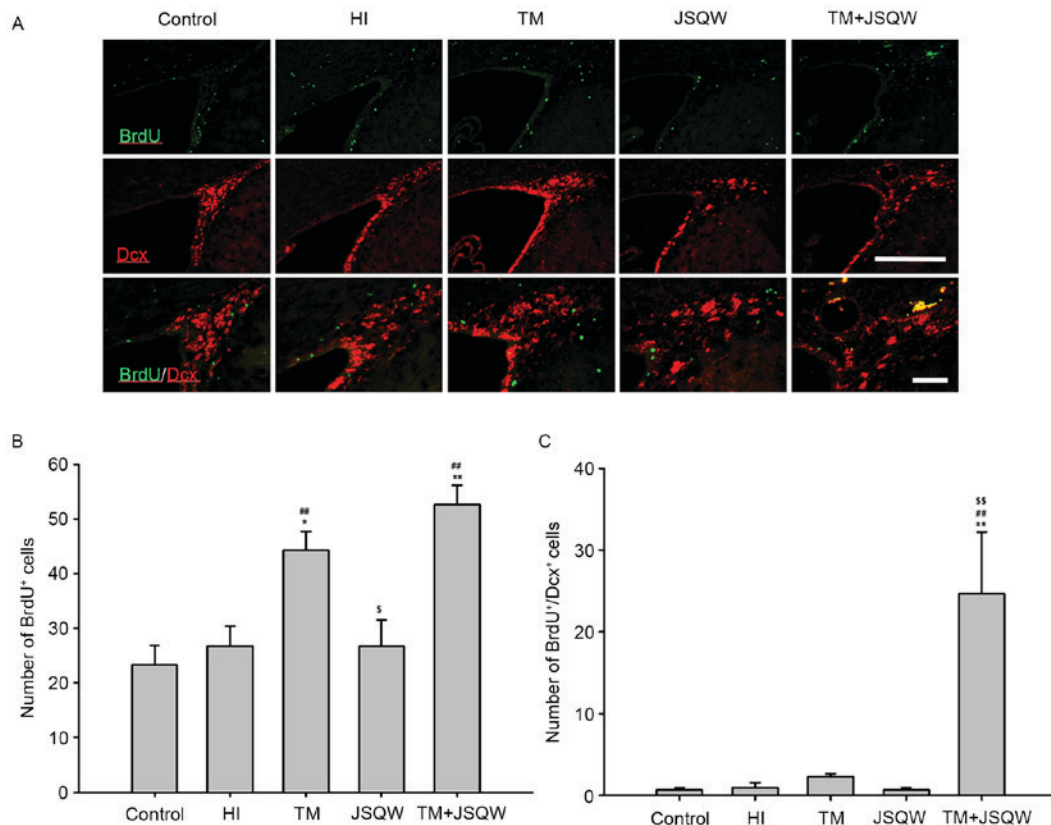 A
Control HI TM JSQW TM+JSQW
BrdU
Dcx
BrdU/Dcx
B
Number of BrdU⁺ cells
60
50
40
30
20
10
0
##
*
$
##
**
Control HI TM JSQW TM+JSQW
C
Number of BrdU⁺/Dcx⁺ cells
40
30
20
10
0
$$
##
**
Control HI TM JSQW TM+JSQW